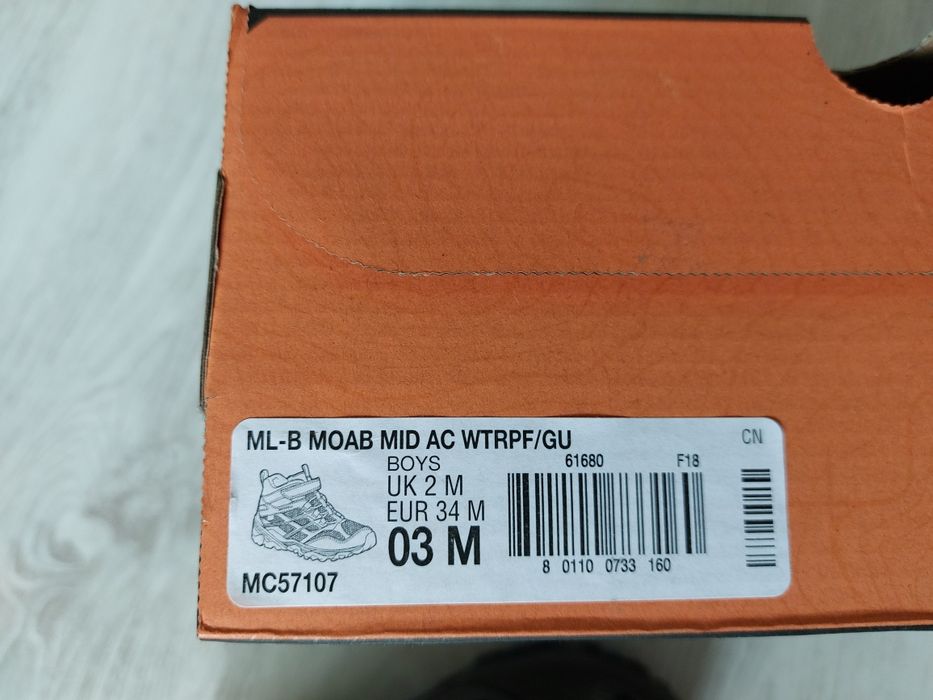 ML-B MOAB MID AC WTRPF/GU
CN
BOYS
61680 F18
UK 2 M
EUR 34 M
03 M
8 0110 0733 160
MC57107